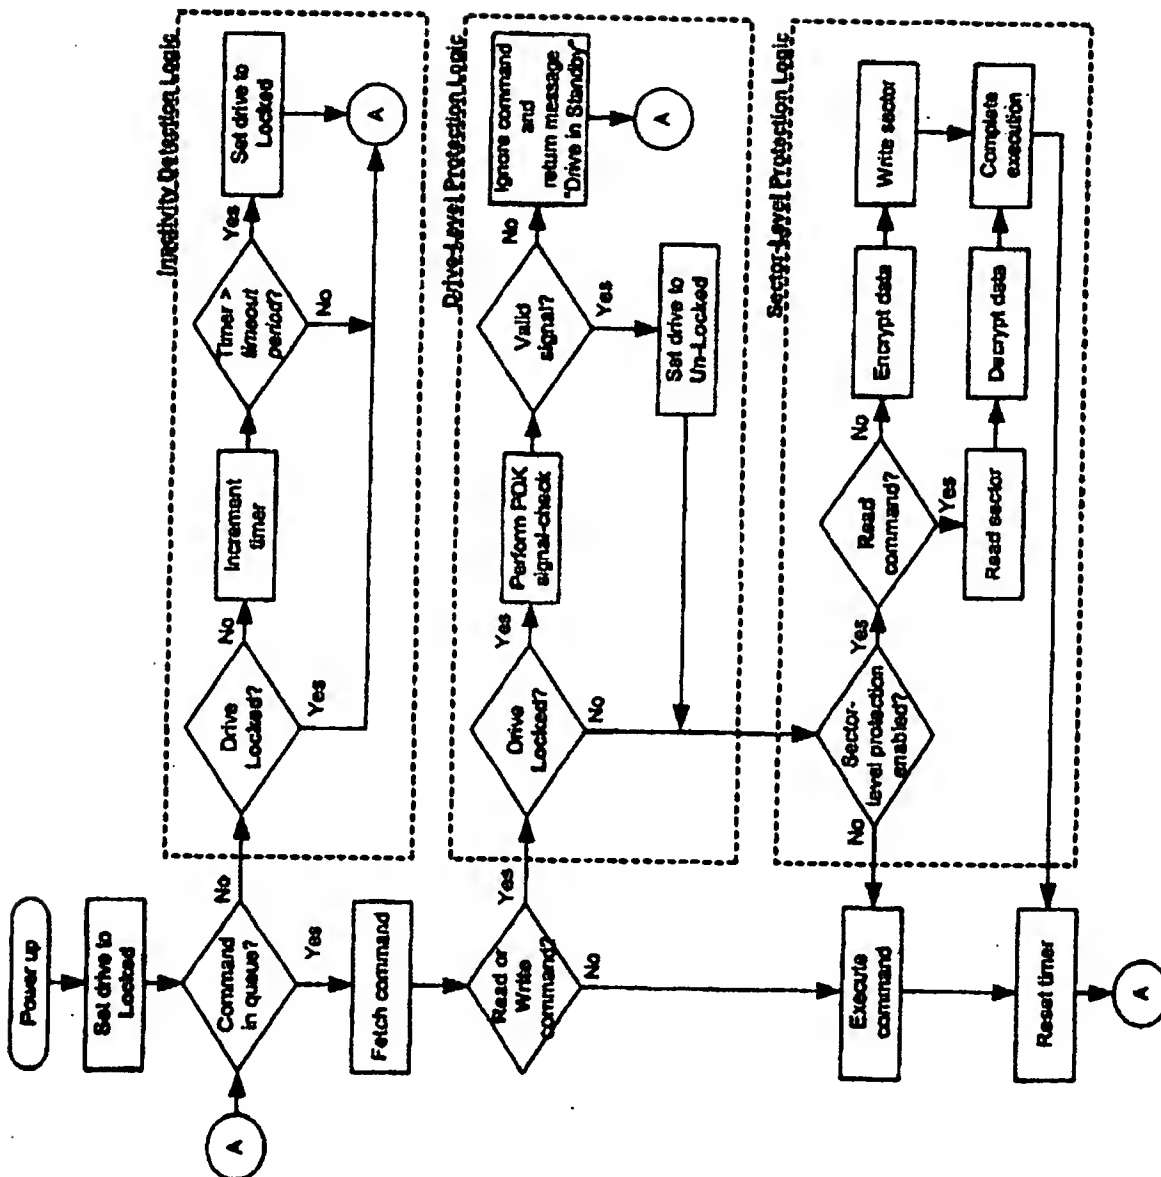 Power up
Set drive to
Locked
A
Command
in queue?
No
Yes
Inactivity Detection Logic
Drive
Locked?
No
Yes
Increment
timer
Timer >
timeout
period?
Yes
No
Set drive to
Locked
A
Fetch command
Read or
Write
command?
Yes
No
Drive-Level Protection Logic
Drive
Locked?
Yes
No
Perform POK
signal-check
Valid
signal?
No
Yes
Ignore command
and
return message
"Drive in Standby"
A
Set drive to
Un-Locked
Sector-Level Protection Logic
Sector-
level protection
enabled?
No
Yes
Read
command?
No
Yes
Encrypt data
Write sector
Read sector
Decrypt data
Complete
execution
Execute
command
Reset timer
A